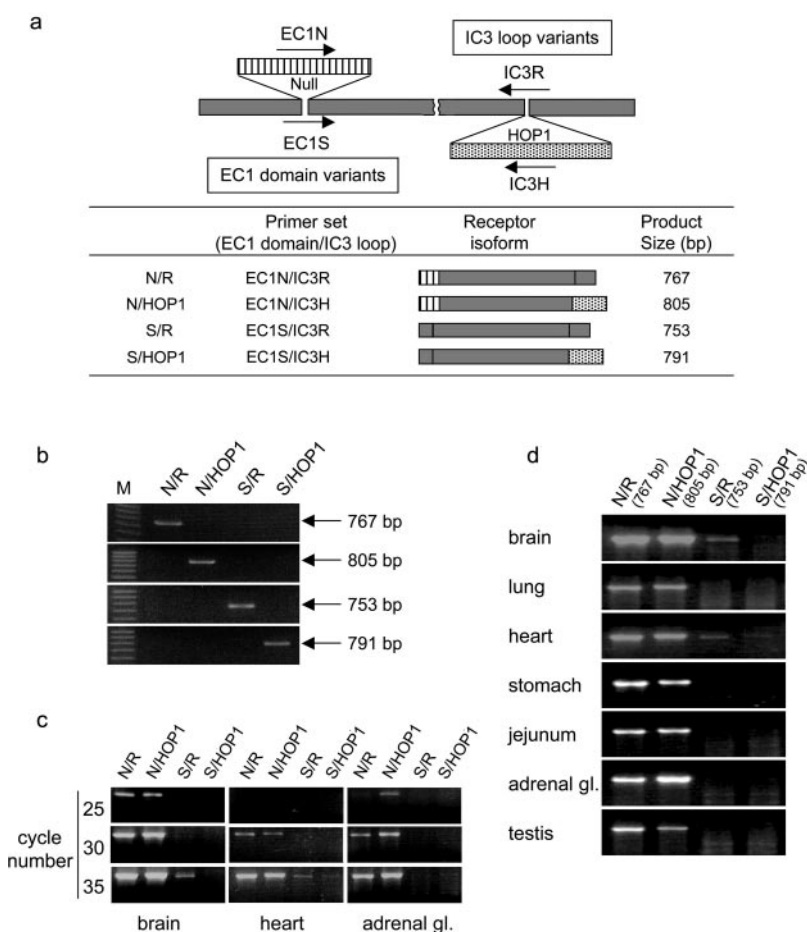 a
EC1N
IC3 loop variants
Null
IC3R
EC1S
HOP1
EC1 domain variants
IC3H
Primer set
(EC1 domain/IC3 loop)
Receptor
isoform
Product
Size (bp)
N/R EC1N/IC3R 767
N/HOP1 EC1N/IC3H 805
S/R EC1S/IC3R 753
S/HOP1 EC1S/IC3H 791
b
M N/R N/HOP1 S/R S/HOP1
767 bp
805 bp
753 bp
791 bp
c
N/R N/HOP1 S/R S/HOP1 N/R N/HOP1 S/R S/HOP1 N/R N/HOP1 S/R S/HOP1
cycle
number
25
30
35
brain heart adrenal gl.
d
N/R (767 bp)
N/HOP1 (805 bp)
S/R (753 bp)
S/HOP1 (791 bp)
brain
lung
heart
stomach
jejunum
adrenal gl.
testis